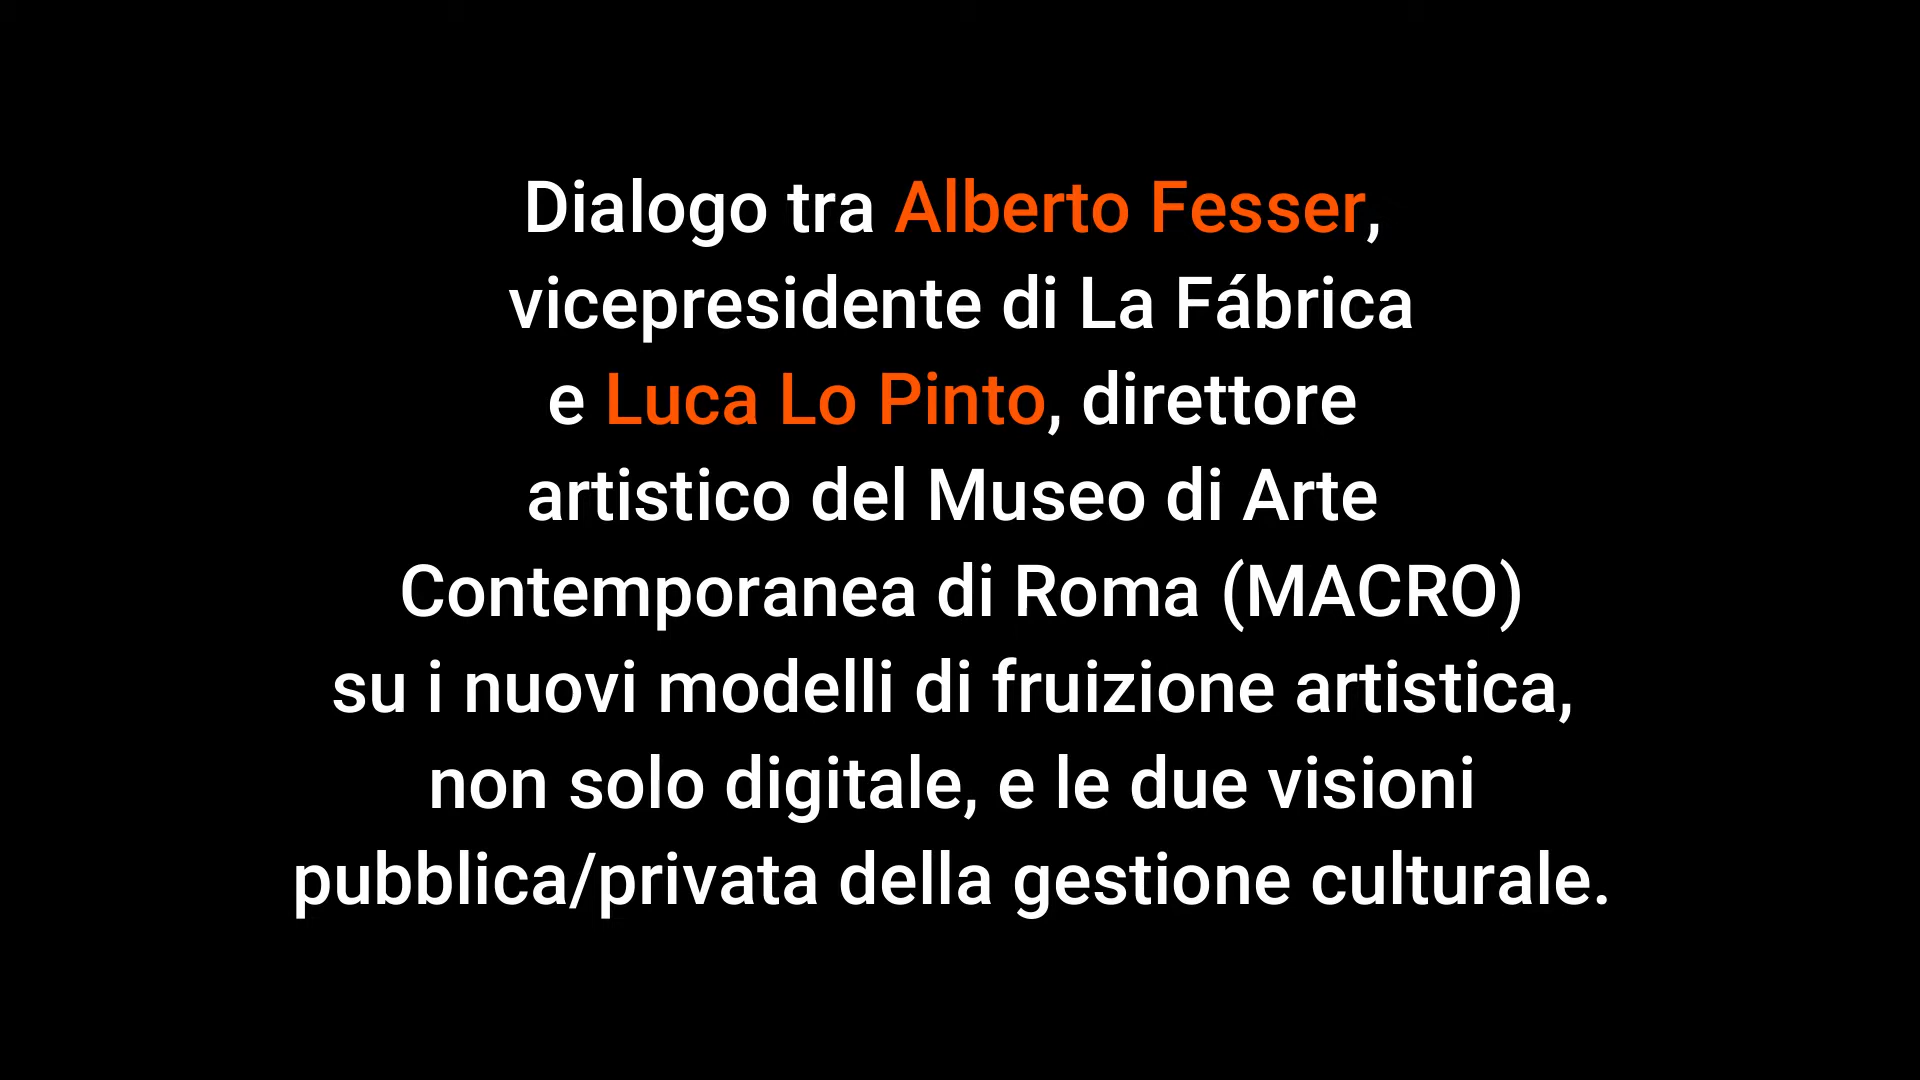 Dialogo tra Alberto Fesser,
vicepresidente di La Fábrica
e Luca Lo Pinto, direttore
artistico del Museo di Arte
Contemporanea di Roma (MACRO)
su i nuovi modelli di fruizione artistica,
non solo digitale, e le due visioni
pubblica/privata della gestione culturale.